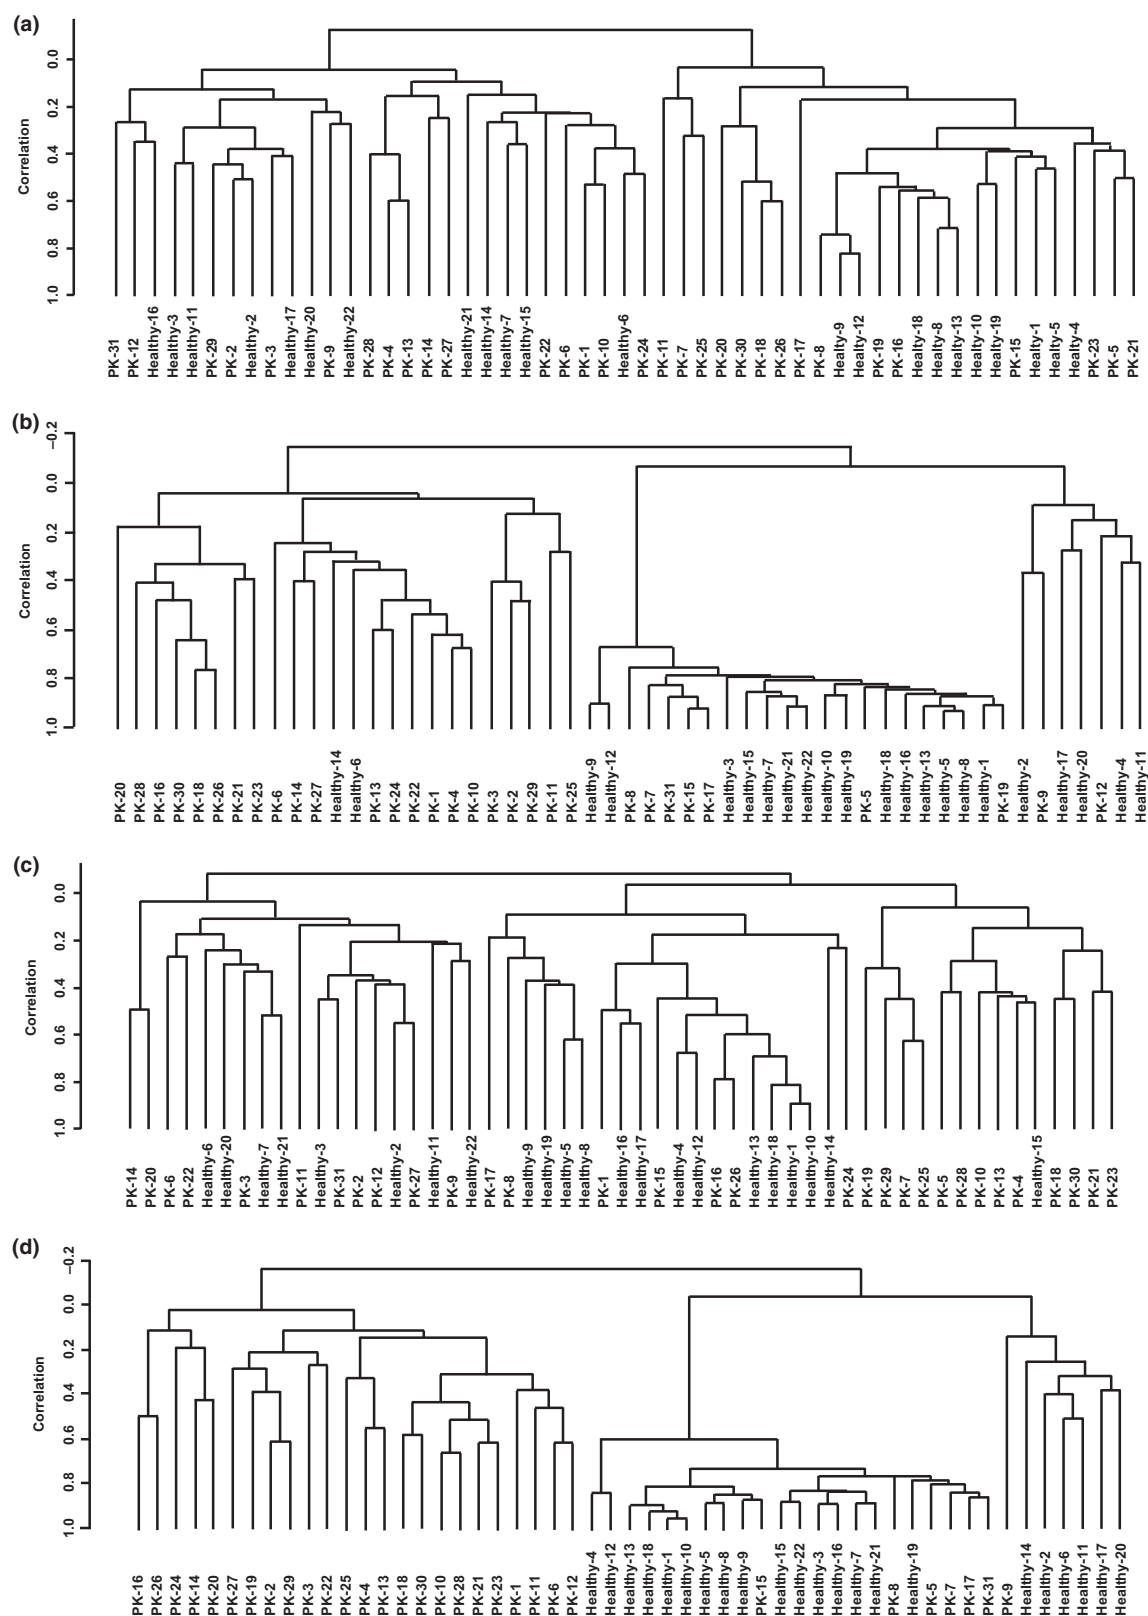 (a)
Correlation
0.0
0.2
0.4
0.6
0.8
1.0
PK-31
PK-12
Healthy-16
Healthy-3
Healthy-11
PK-29
PK-2
Healthy-2
PK-3
Healthy-17
Healthy-20
PK-9
Healthy-22
PK-28
PK-4
PK-13
PK-14
PK-27
Healthy-21
Healthy-14
Healthy-7
Healthy-15
PK-22
PK-6
PK-1
PK-10
Healthy-6
PK-24
PK-11
PK-7
PK-25
PK-20
PK-30
PK-18
PK-26
PK-17
PK-8
Healthy-9
Healthy-12
PK-19
PK-16
Healthy-18
Healthy-8
Healthy-13
Healthy-10
Healthy-19
PK-15
Healthy-1
Healthy-5
Healthy-4
PK-23
PK-5
PK-21
(b)
Correlation
−0.2
0.0
0.2
0.4
0.6
0.8
1.0
PK-20
PK-28
PK-16
PK-30
PK-18
PK-26
PK-21
PK-23
PK-6
PK-14
PK-27
Healthy-14
Healthy-6
PK-13
PK-24
PK-22
PK-1
PK-4
PK-10
PK-3
PK-2
PK-29
PK-11
PK-25
Healthy-9
Healthy-12
PK-8
PK-7
PK-31
PK-15
PK-17
Healthy-3
Healthy-15
Healthy-7
Healthy-21
Healthy-22
Healthy-10
Healthy-19
PK-5
Healthy-18
Healthy-16
Healthy-13
Healthy-5
Healthy-8
Healthy-1
PK-19
Healthy-2
PK-9
Healthy-17
Healthy-20
PK-12
Healthy-4
Healthy-11
(c)
Correlation
0.0
0.2
0.4
0.6
0.8
1.0
PK-14
PK-20
PK-6
PK-22
Healthy-6
Healthy-20
PK-3
Healthy-7
Healthy-21
PK-11
Healthy-3
PK-31
PK-2
PK-12
Healthy-2
PK-27
Healthy-11
PK-9
Healthy-22
PK-17
PK-8
Healthy-9
Healthy-19
Healthy-5
Healthy-8
PK-1
Healthy-16
Healthy-17
PK-15
Healthy-4
Healthy-12
PK-16
PK-26
Healthy-13
Healthy-18
Healthy-1
Healthy-10
Healthy-14
PK-24
PK-19
PK-29
PK-7
PK-25
PK-5
PK-28
PK-10
PK-13
PK-4
Healthy-15
PK-18
PK-30
PK-21
PK-23
(d)
Correlation
−0.2
0.0
0.2
0.4
0.6
0.8
1.0
PK-16
PK-26
PK-24
PK-14
PK-20
PK-27
PK-19
PK-2
PK-29
PK-3
PK-22
PK-25
PK-4
PK-13
PK-18
PK-30
PK-10
PK-28
PK-21
PK-23
PK-1
PK-11
PK-6
PK-12
Healthy-4
Healthy-12
Healthy-13
Healthy-18
Healthy-1
Healthy-10
Healthy-5
Healthy-8
Healthy-9
PK-15
Healthy-15
Healthy-22
Healthy-3
Healthy-16
Healthy-7
Healthy-21
PK-8
Healthy-19
PK-5
PK-7
PK-17
PK-31
PK-9
Healthy-14
Healthy-2
Healthy-6
Healthy-11
Healthy-17
Healthy-20